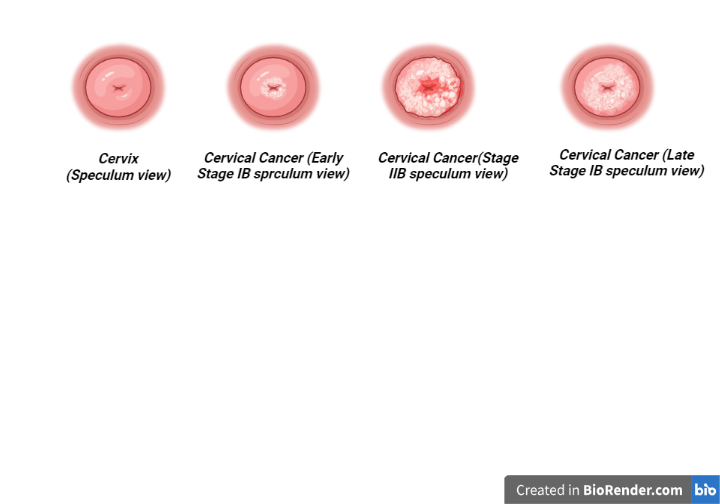 Cervix
(Speculum view)
Cervical Cancer (Early
Stage IB sprculum view)
Cervical Cancer(Stage
IIB speculum view)
Cervical Cancer (Late
Stage IB speculum view)
Created in BioRender.com bio